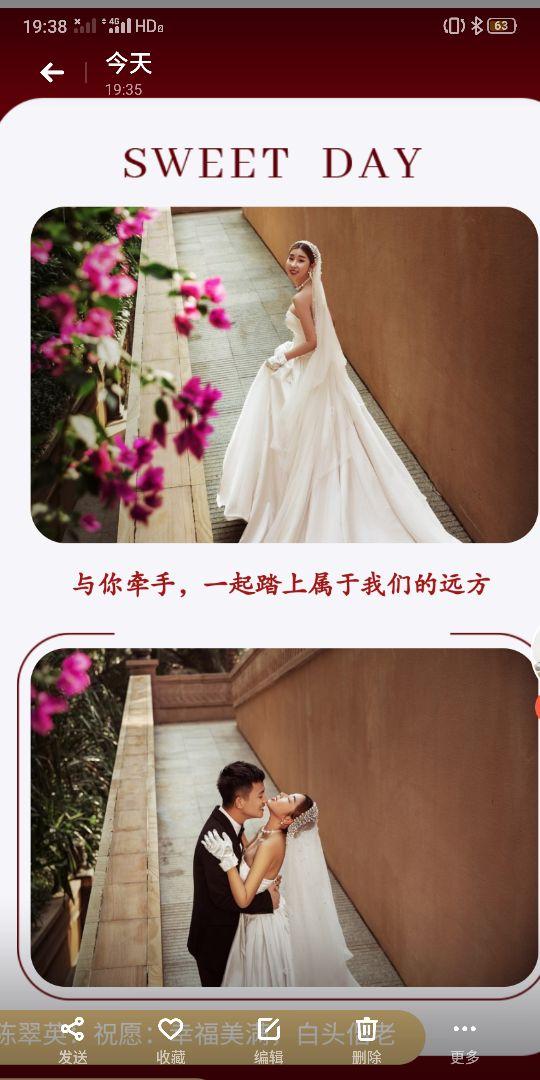 19:38
4G
HD
63
今天
19:35
SWEET DAY
与你牵手，一起踏上属于我们的远方
陈翠英 祝愿：幸福美满，白头偕老
发送
收藏
编辑
删除
更多